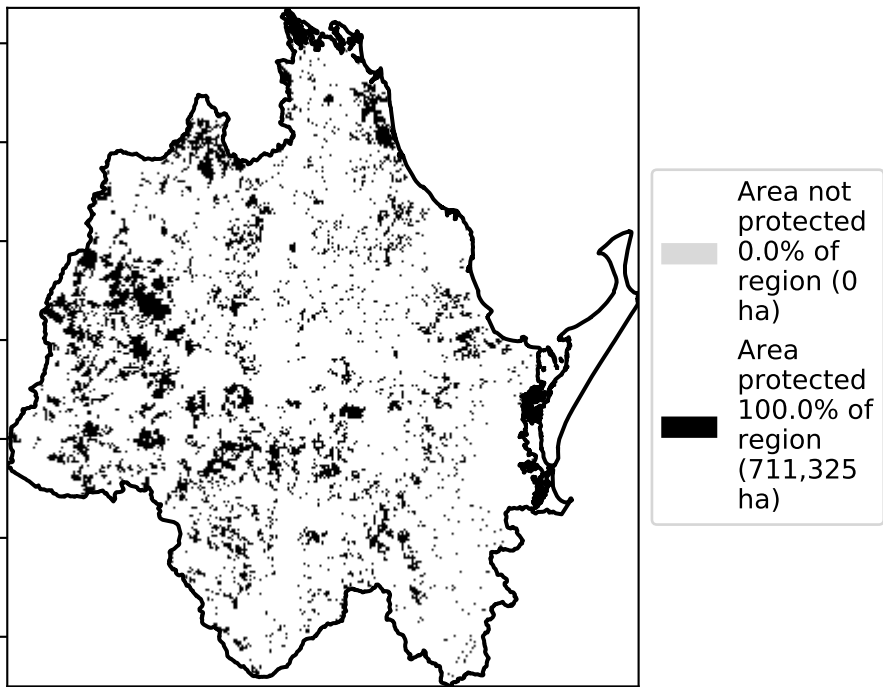 Area not
protected
0.0% of
region (0
ha)
Area
protected
100.0% of
region
(711,325
ha)